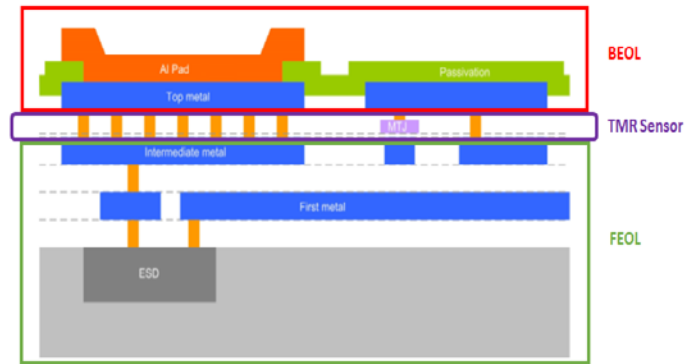 BEOL
Al Pad
Passivation
Top metal
MTJ
TMR Sensor
Intermediate metal
First metal
FEOL
ESD